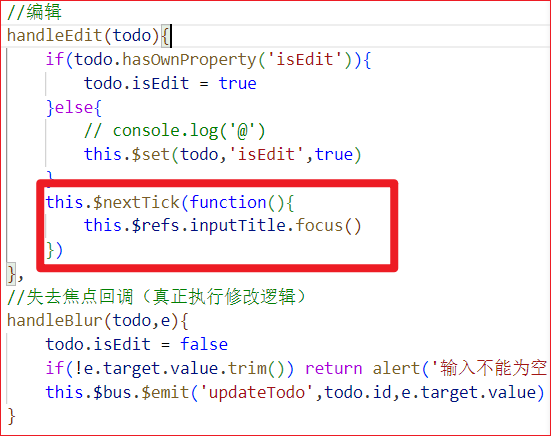 //编辑
handleEdit(todo){
if(todo.hasOwnProperty('isEdit')){
todo.isEdit = true
}else{
// console.log('@')
this.$set(todo,'isEdit',true)
}
this.$nextTick(function(){
this.$refs.inputTitle.focus()
})
},
//失去焦点回调（真正执行修改逻辑）
handleBlur(todo,e){
todo.isEdit = false
if(!e.target.value.trim()) return alert('输入不能为空
this.$bus.$emit('updateTodo',todo.id,e.target.value)
}